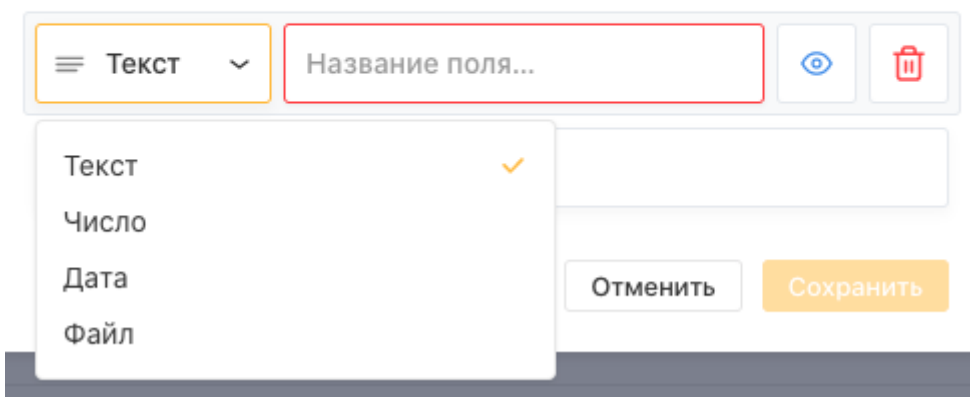 Текст
Название поля...
Текст
Число
Дата
Файл
Отменить
Сохранить